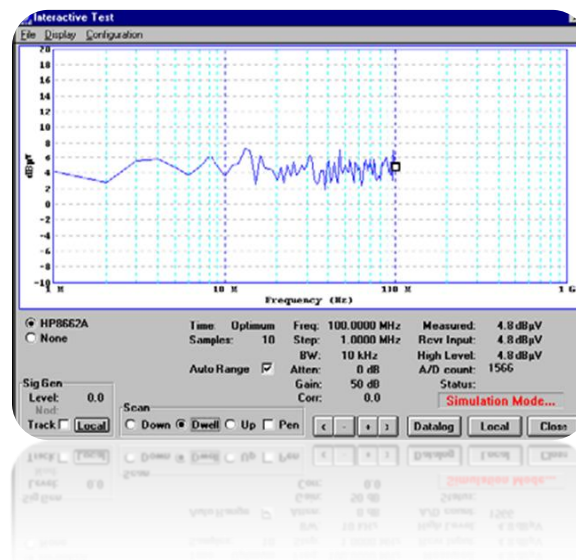 Interactive Test
File Display Configuration
20
18
16
14
12
10
8
6
4
2
0
-2
-4
-6
-8
-10
dBµV
1 M 10 M 100 M 1 G
Frequency (Hz)
HP8662A
None
Time: Optimum
Samples: 10
Auto Range
Freq: 100.0000 MHz
Step: 1.0000 MHz
BW: 10 kHz
Atten: 0 dB
Gain: 50 dB
Corr: 0.0
Measured: 4.8 dBµV
Rcvr Input: 4.8 dBµV
High Level: 4.8 dBµV
A/D count: 1566
Status:
Simulation Mode...
Sig Gen
Level: 0.0
Mod:
Track Local
Scan
Down Dwell Up Pen
< - + >
Datalog Local Close